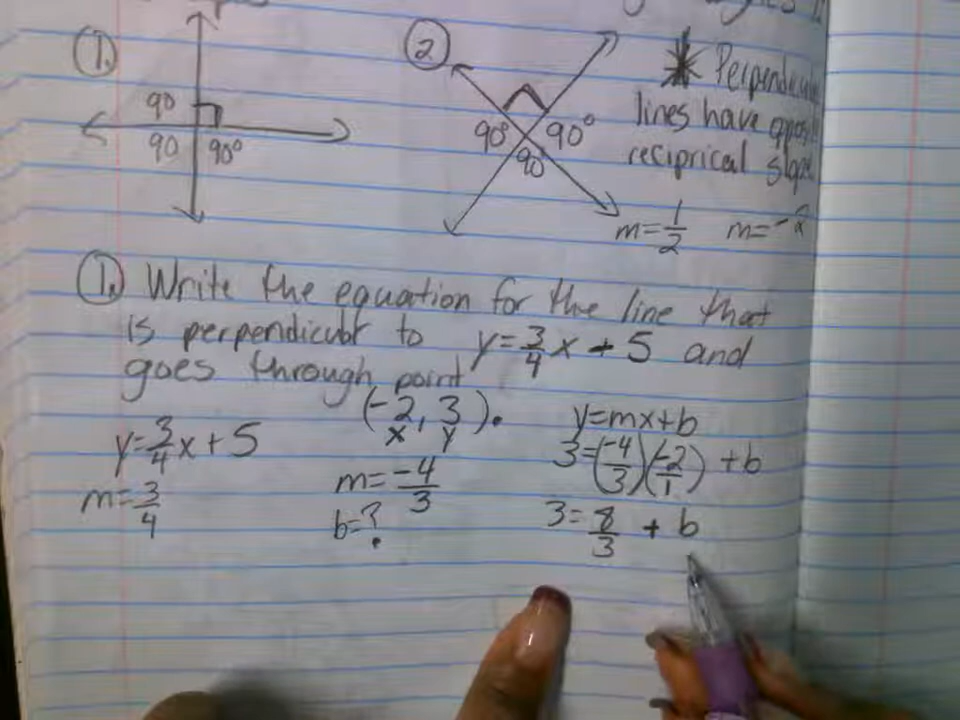 1.
90
90 90°
2
90° 90°
90
Perpendicular
lines have opposite
reciprical
m=1/2 m=-2
1. Write the equation for the line that
is perpendicular to y=3/4x+5 and
goes through point
(-2, 3).
x y
y=3/4x+5
m=3/4
m=-4/3
b=?
y=mx+b
3=(-4/3)(-2/1)+b
3=8/3+b